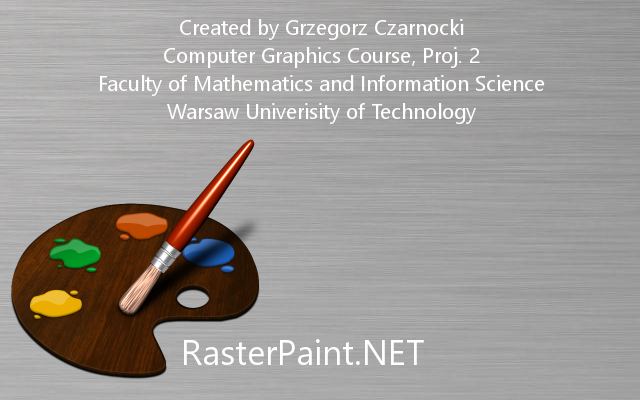 Created by Grzegorz Czarnocki
Computer Graphics Course, Proj. 2
Faculty of Mathematics and Information Science
Warsaw Univerisity of Technology
RasterPaint.NET